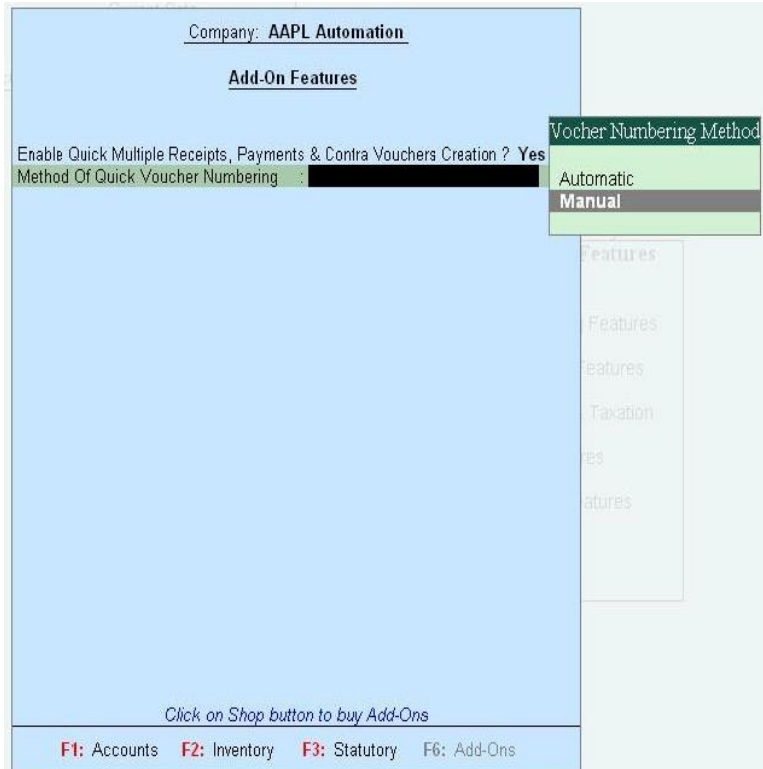 Company: AAPL Automation
Add-On Features
Vocher Numbering Method
Enable Quick Multiple Receipts, Payments & Contra Vouchers Creation ? Yes
Method Of Quick Voucher Numbering :
Automatic
Manual
Features
Features
Features
Taxation
Click on Shop button to buy Add-Ons
F1: Accounts F2: Inventory F3: Statutory F6: Add-Ons